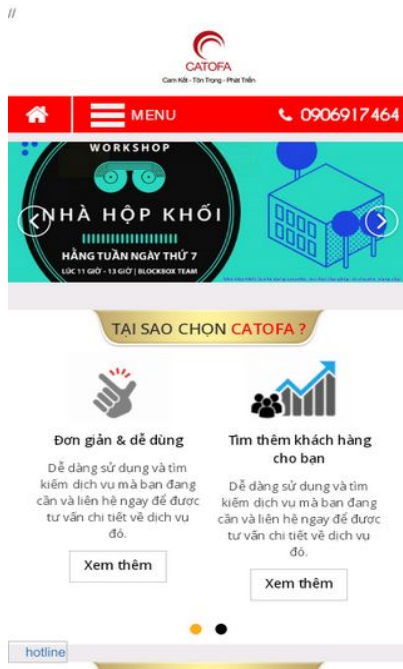 //
CATOFA
Cam Kết - Tôn Trọng - Phát Triển
MENU
0906917464
WORKSHOP
NHÀ HỘP KHỐI
HẰNG TUẦN NGÀY THỨ 7
LÚC 11 GIỜ - 13 GIỜ | BLOCKBOX TEAM
TẠI SAO CHỌN CATOFA ?
Đơn giản & dễ dùng
Dễ dàng sử dụng và tìm
kiếm dịch vụ mà bạn đang
cần và liên hệ ngay để được
tư vấn chi tiết về dịch vụ
đó.
Xem thêm
Tìm thêm khách hàng
cho bạn
Dễ dàng sử dụng và tìm
kiếm dịch vụ mà bạn đang
cần và liên hệ ngay để được
tư vấn chi tiết về dịch vụ
đó.
Xem thêm
hotline